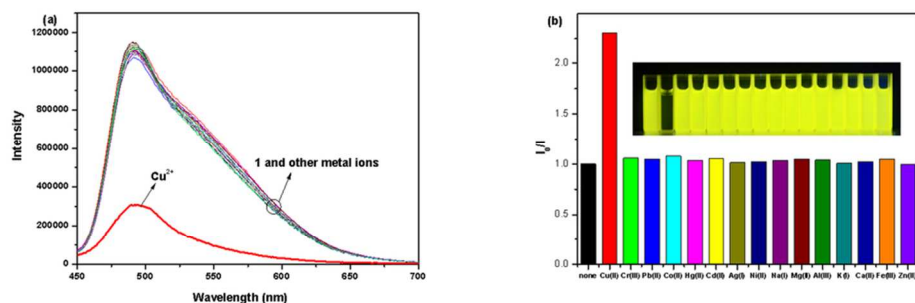 (a)
1200000
1000000
800000
600000
400000
200000
0
Intensity
Cu2+
1 and other metal ions
450 500 550 600 650 700
Wavelength (nm)
(b)
2.0
1.5
1.0
0.5
0.0
I0/I
none Cu(II) Cr(III) Pb(II) Co(II) Hg(II) Cd(II) Ag(I) Ni(II) Na(I) Mg(II) Al(III) K(I) Ca(II) Fe(III) Zn(II)